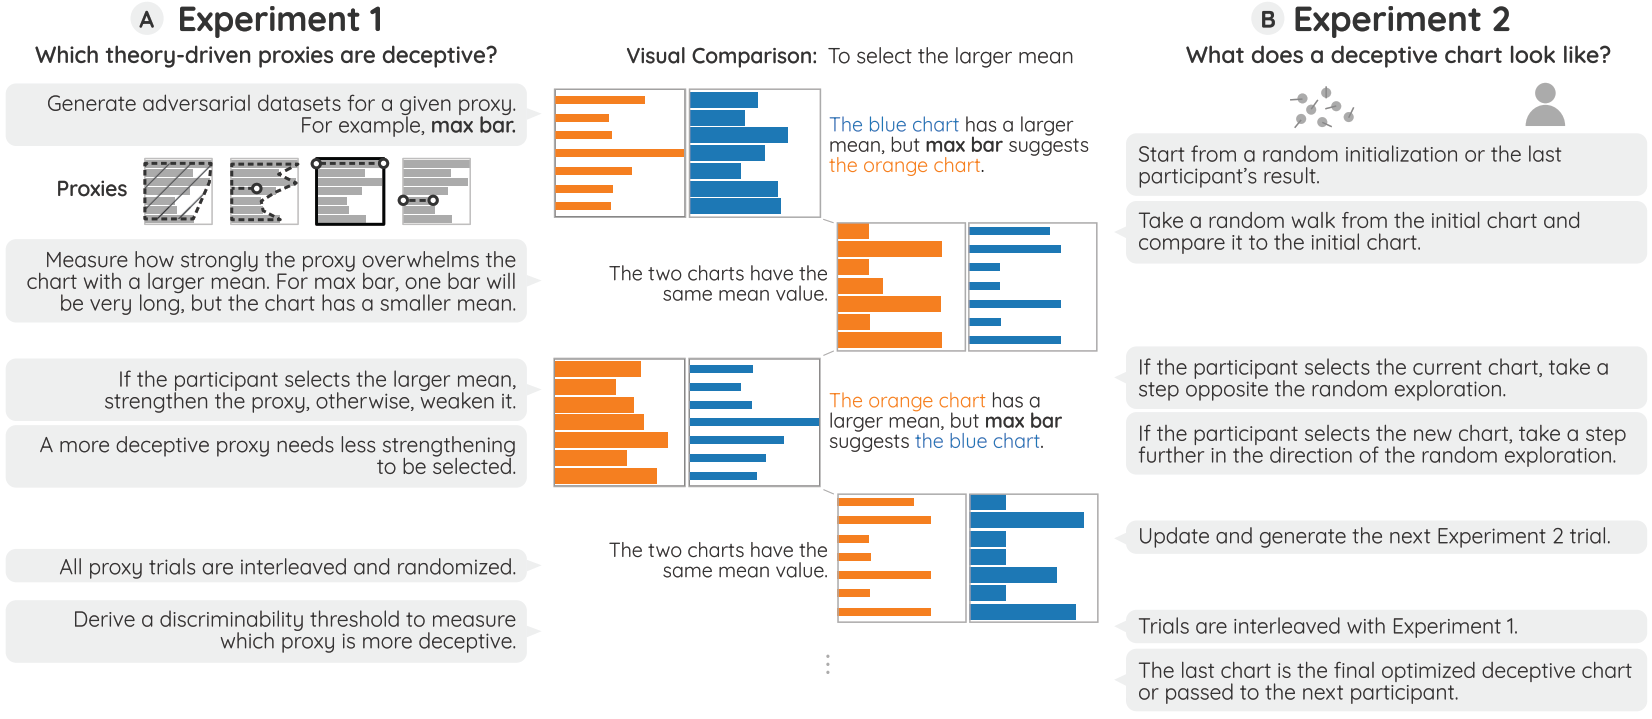 A Experiment 1
Which theory-driven proxies are deceptive?
Generate adversarial datasets for a given proxy.
For example, max bar.
Proxies
Measure how strongly the proxy overwhelms the
chart with a larger mean. For max bar, one bar will
be very long, but the chart has a smaller mean.
If the participant selects the larger mean,
strengthen the proxy, otherwise, weaken it.
A more deceptive proxy needs less strengthening
to be selected.
All proxy trials are interleaved and randomized.
Derive a discriminability threshold to measure
which proxy is more deceptive.
Visual Comparison: To select the larger mean
The blue chart has a larger
mean, but max bar suggests
the orange chart.
The two charts have the
same mean value.
The orange chart has a
larger mean, but max bar
suggests the blue chart.
The two charts have the
same mean value.
B Experiment 2
What does a deceptive chart look like?
Start from a random initialization or the last
participant's result.
Take a random walk from the initial chart and
compare it to the initial chart.
If the participant selects the current chart, take a
step opposite the random exploration.
If the participant selects the new chart, take a step
further in the direction of the random exploration.
Update and generate the next Experiment 2 trial.
Trials are interleaved with Experiment 1.
The last chart is the final optimized deceptive chart
or passed to the next participant.